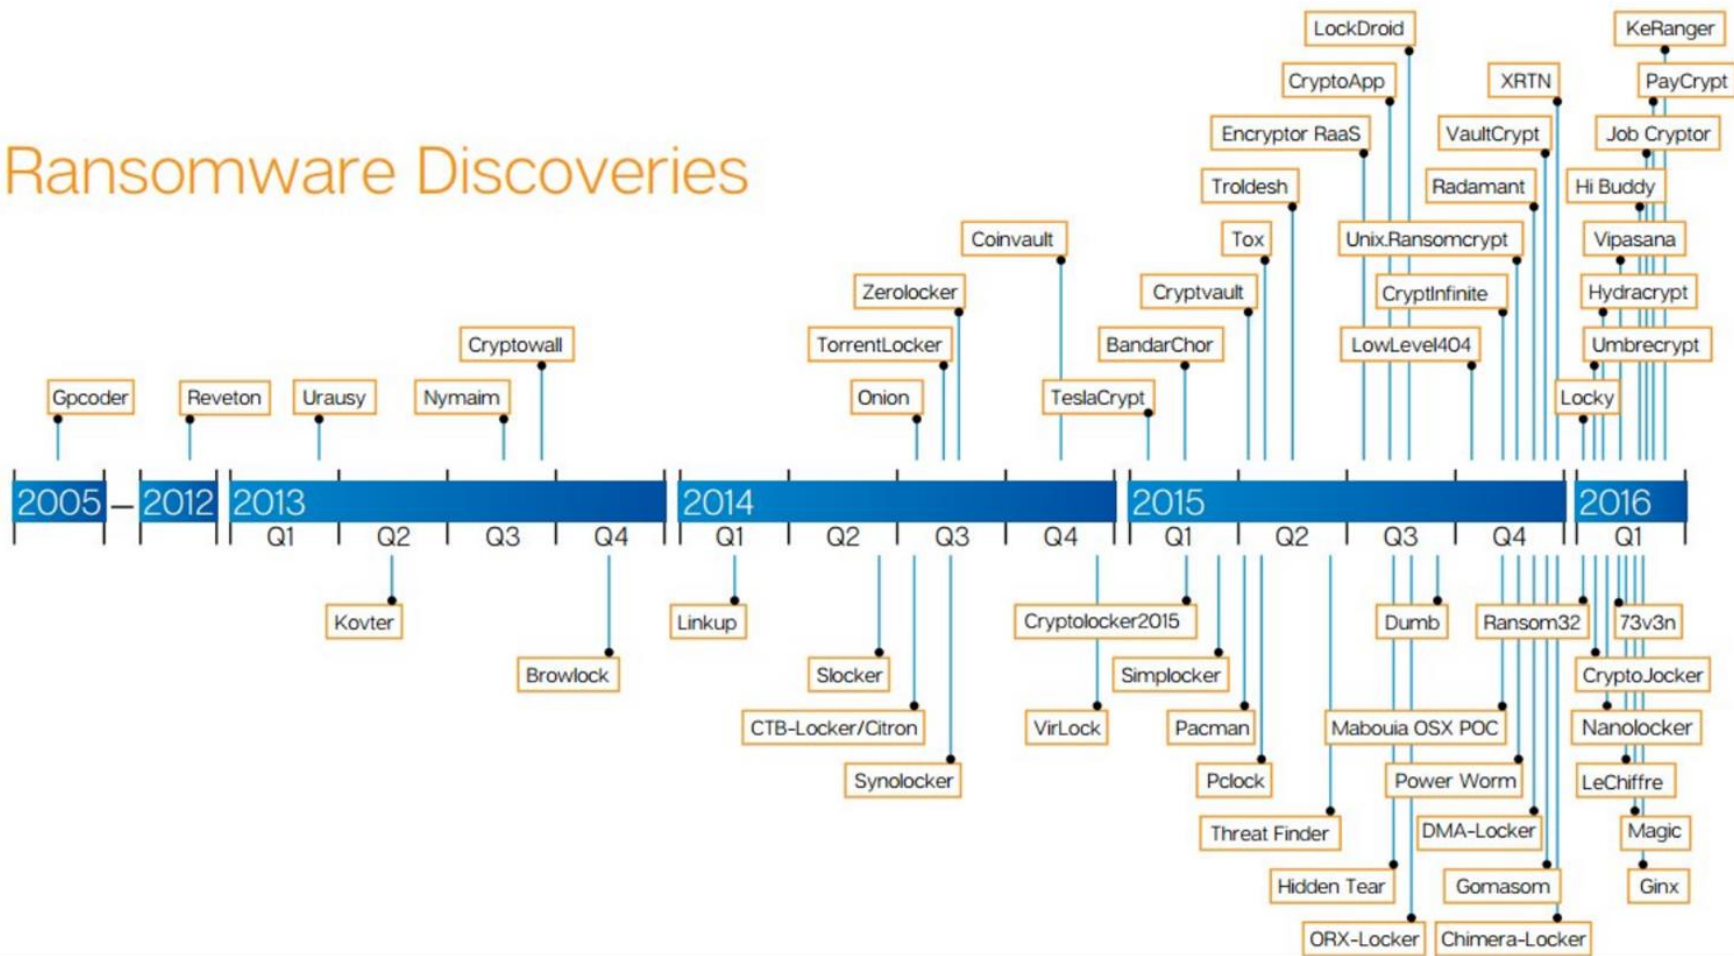 LockDroid
KeRanger
CryptoApp
XRTN
PayCrypt
Encryptor RaaS
VaultCrypt
Job Cryptor
Ransomware Discoveries
Troldesh
Radamant
Hi Buddy
Coinvault
Tox
Unix.Ransomcrypt
Vipasana
Zerolocker
Cryptvault
CryptInfinite
Hydracrypt
Cryptowall
TorrentLocker
BandarChor
LowLevel404
Umbrecrypt
Gpcoder
Reveton
Urausy
Nymaim
Onion
TeslaCrypt
Locky
2005 — 2012 2013 2014 2015 2016
Q1 Q2 Q3 Q4 Q1 Q2 Q3 Q4 Q1 Q2 Q3 Q4 Q1
Kovter
Linkup
Cryptolocker2015
Dumb
Ransom32
73v3n
Browlock
Slocker
Simplocker
CryptoJocker
CTB-Locker/Citron
VirLock
Pacman
Mabouia OSX POC
Nanolocker
Synolocker
Pclock
Power Worm
LeChiffre
Threat Finder
DMA-Locker
Magic
Hidden Tear
Gomasom
Ginx
ORX-Locker
Chimera-Locker